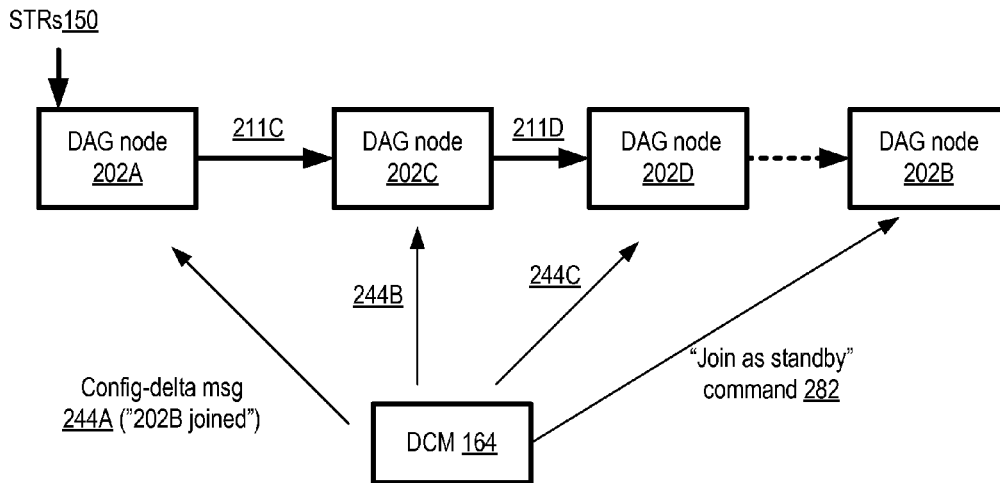 STRs150
DAG node
202A
211C
DAG node
202C
211D
DAG node
202D
DAG node
202B
244B
244C
Config-delta msg
244A (”202B joined”)
“Join as standby”
command 282
DCM 164